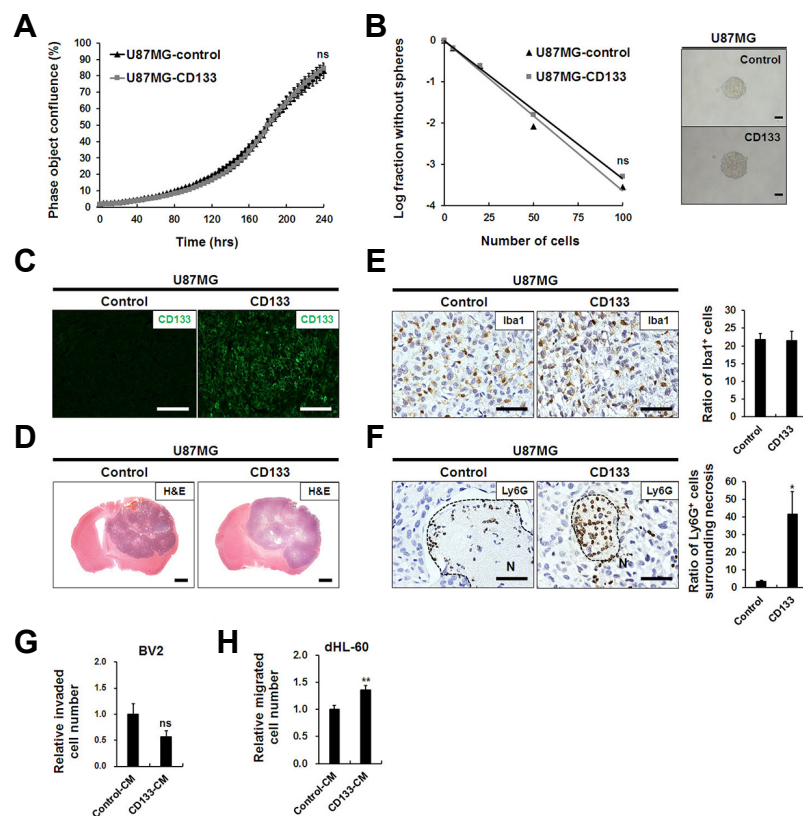 A
Phase object confluence (%)
100
90
80
70
60
50
40
30
20
10
0
U87MG-control
U87MG-CD133
ns
0 40 80 120 160 200 240
Time (hrs)
B
Log fraction without spheres
0
-1
-2
-3
-4
U87MG-control
U87MG-CD133
ns
0 25 50 75 100
Number of cells
U87MG
Control
CD133
C
U87MG
Control CD133
CD133 CD133
D
U87MG
Control CD133
H&E H&E
E
U87MG
Control CD133
Iba1 Iba1
Ratio of Iba1+ cells
30
25
20
15
10
5
0
Control CD133
F
U87MG
Control CD133
Ly6G Ly6G
N N
Ratio of Ly6G+ cells
surrounding necrosis
60
50
40
30
20
10
0
*
Control CD133
G
BV2
Relative invaded
cell number
2.0
1.5
1.0
0.5
0.0
ns
Control-CM CD133-CM
H
dHL-60
Relative migrated
cell number
2.0
1.5
1.0
0.5
0.0
**
Control-CM CD133-CM